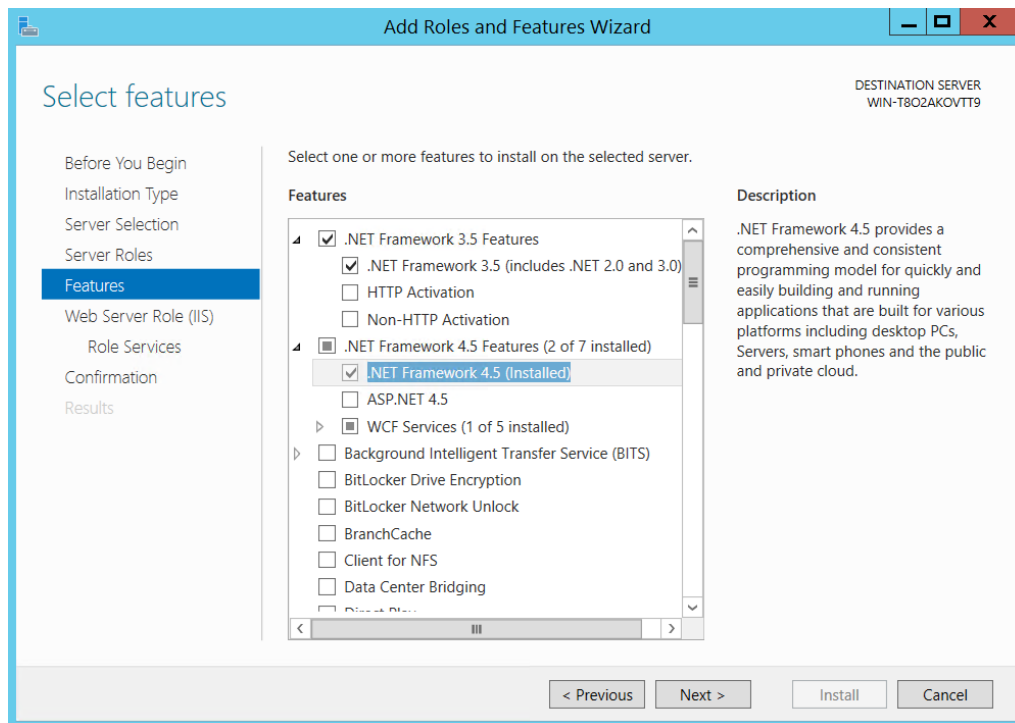 Add Roles and Features Wizard
Select features
DESTINATION SERVER
WIN-T8O2AKOVTT9
Before You Begin
Installation Type
Server Selection
Server Roles
Features
Web Server Role (IIS)
Role Services
Confirmation
Results
Select one or more features to install on the selected server.
Features
.NET Framework 3.5 Features
.NET Framework 3.5 (includes .NET 2.0 and 3.0)
HTTP Activation
Non-HTTP Activation
.NET Framework 4.5 Features (2 of 7 installed)
.NET Framework 4.5 (Installed)
ASP.NET 4.5
WCF Services (1 of 5 installed)
Background Intelligent Transfer Service (BITS)
BitLocker Drive Encryption
BitLocker Network Unlock
BranchCache
Client for NFS
Data Center Bridging
Direct Play
Description
.NET Framework 4.5 provides a
comprehensive and consistent
programming model for quickly and
easily building and running
applications that are built for various
platforms including desktop PCs,
Servers, smart phones and the public
and private cloud.
< Previous
Next >
Install
Cancel